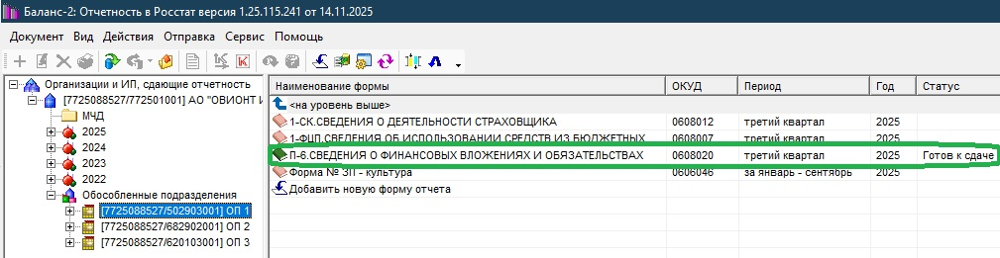 Баланс-2: Отчетность в Росстат версия 1.25.115.241 от 14.11.2025
Документ Вид Действия Отправка Сервис Помощь
Организации и ИП, сдающие отчетность
[7725088527/772501001] АО "ОВИОНТ И
МЧД
2025
2024
2023
2022
Обособленные подразделения
[7725088527/502903001] ОП 1
[7725088527/682902001] ОП 2
[7725088527/620103001] ОП 3
Наименование формы ОКУД Период Год Статус
<на уровень выше>
1-СК.СВЕДЕНИЯ О ДЕЯТЕЛЬНОСТИ СТРАХОВЩИКА 0608012 третий квартал 2025
1-ФЦП.СВЕДЕНИЯ ОБ ИСПОЛЬЗОВАНИИ СРЕДСТВ ИЗ БЮДЖЕТНЫХ 0608007 третий квартал 2025
П-6.СВЕДЕНИЯ О ФИНАНСОВЫХ ВЛОЖЕНИЯХ И ОБЯЗАТЕЛЬСТВАХ 0608020 третий квартал 2025 Готов к сдаче
Форма № ЗП - культура 0606046 за январь - сентябрь 2025
Добавить новую форму отчета